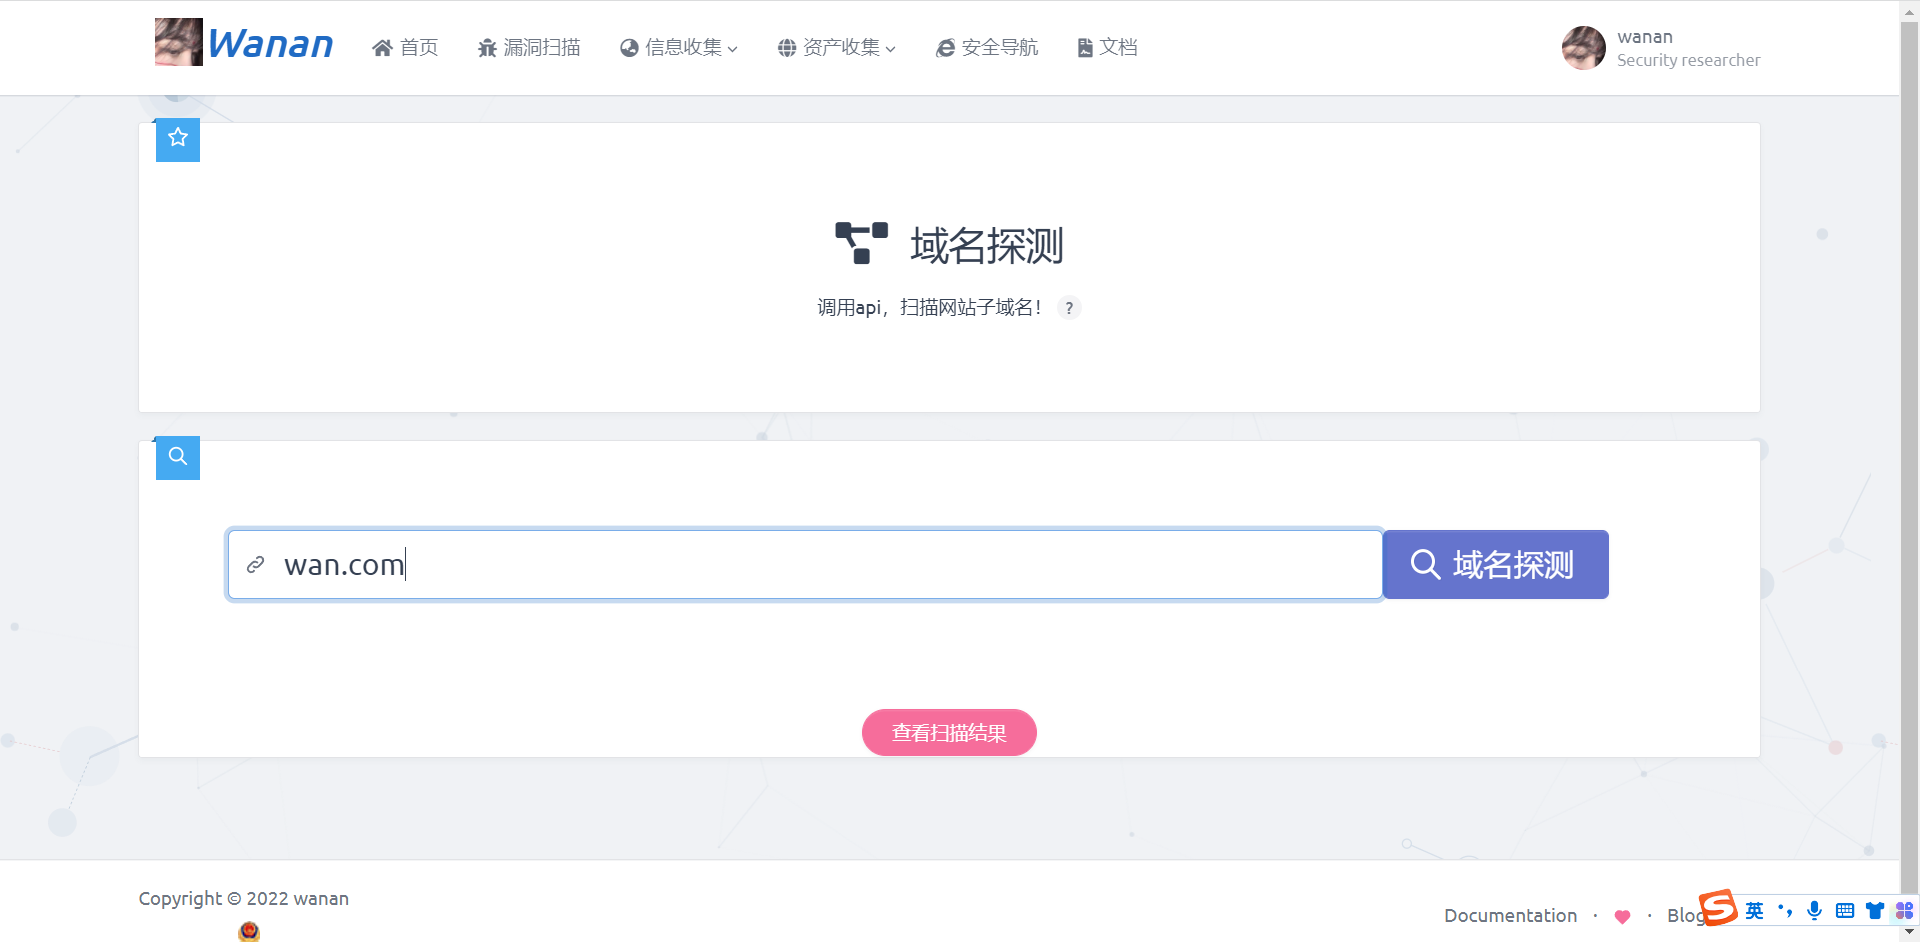 Wanan 首页 漏洞扫描 信息收集 资产收集 安全导航 文档
wanan
Security researcher
域名探测
调用api，扫描网站子域名！ ?
wan.com 域名探测
查看扫描结果
Copyright © 2022 wanan
Documentation · · Blog
英